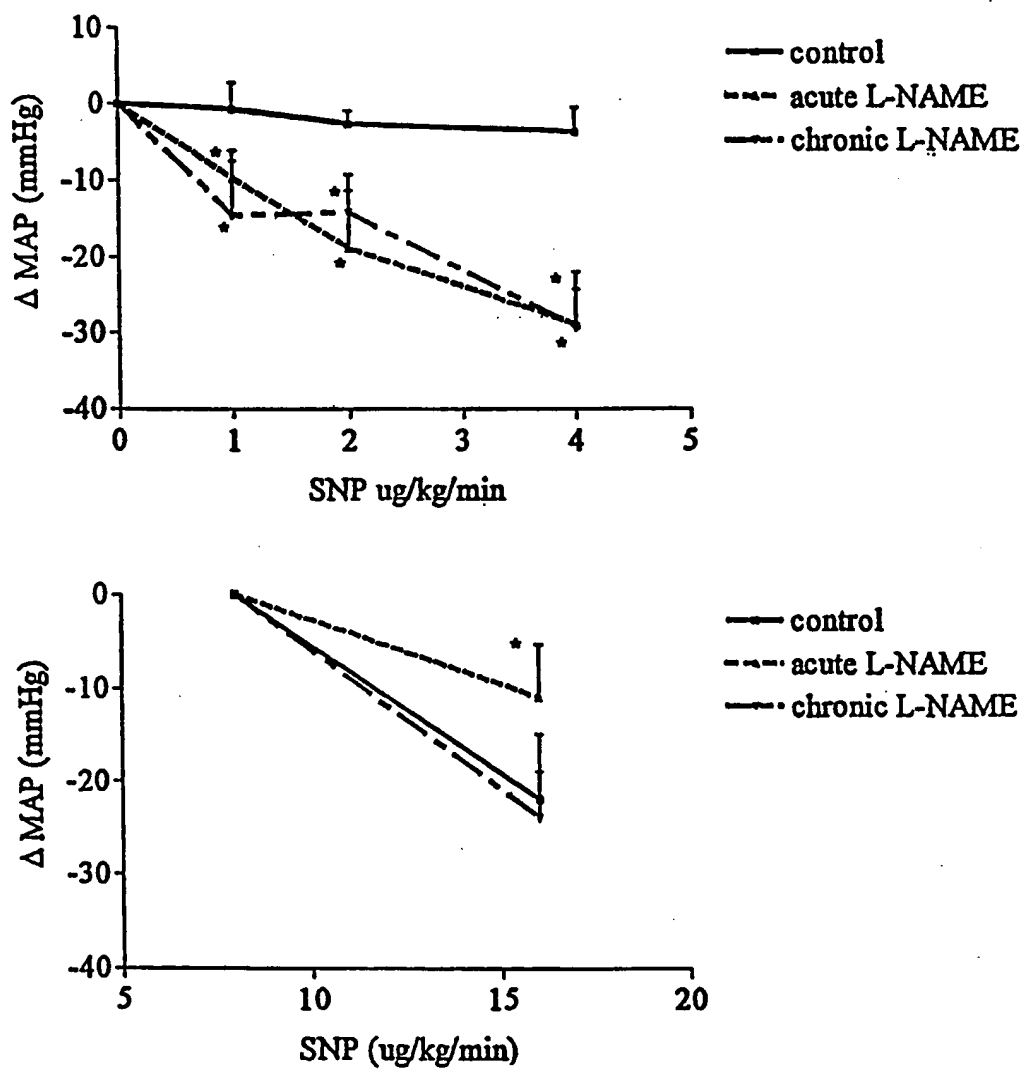 10
0
-10
-20
-30
-40
Δ MAP (mmHg)
0 1 2 3 4 5
SNP ug/kg/min
control
acute L-NAME
chronic L-NAME
* * * * * *
0
-10
-20
-30
-40
Δ MAP (mmHg)
5 10 15 20
SNP (ug/kg/min)
control
acute L-NAME
chronic L-NAME
*